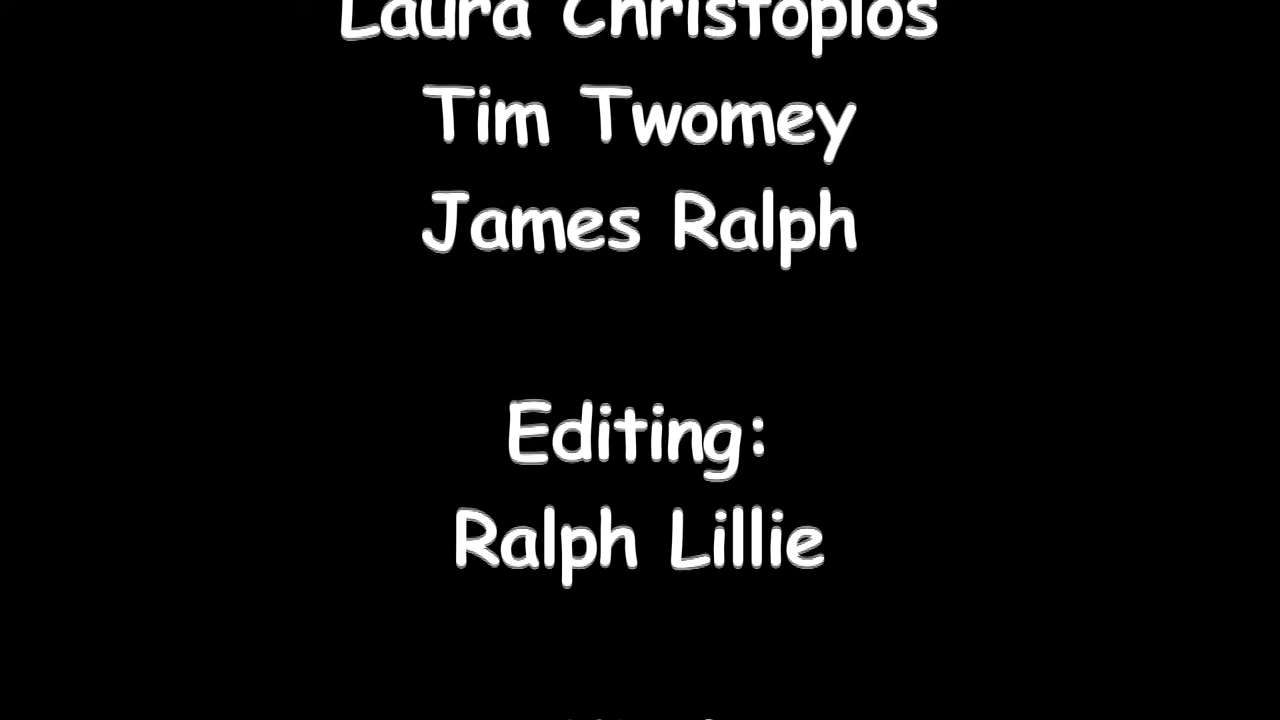 Laura Christoplos
Tim Twomey
James Ralph
Editing:
Ralph Lillie